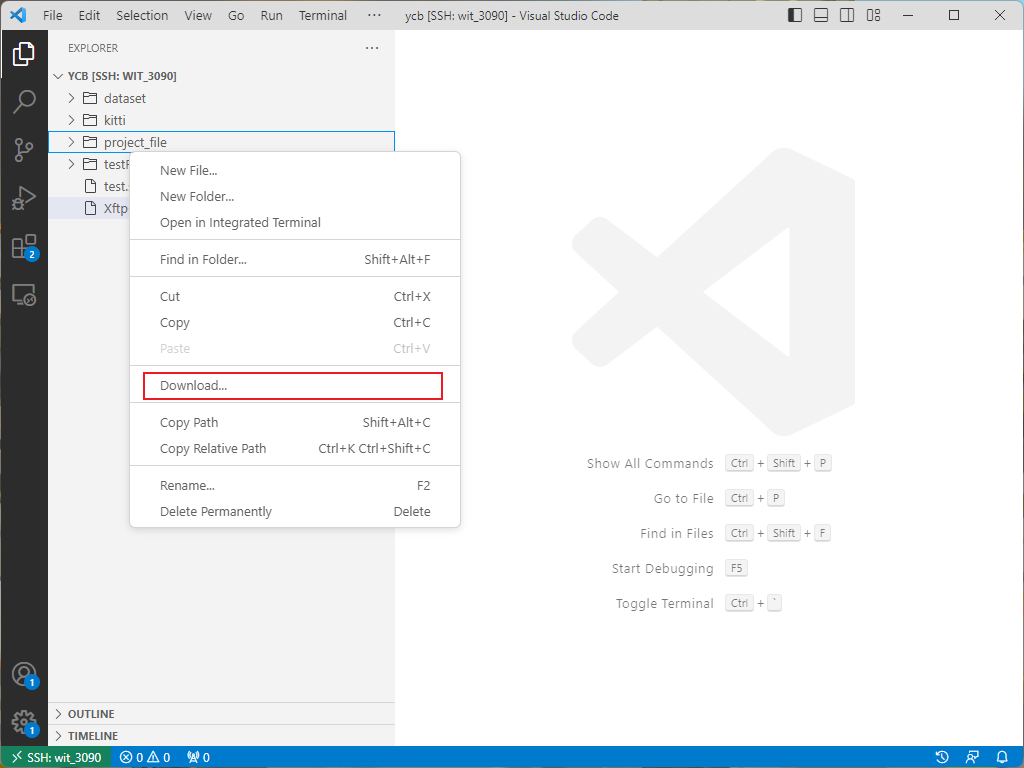 File Edit Selection View Go Run Terminal ··· ycb [SSH: wit_3090] - Visual Studio Code
EXPLORER ···
YCB [SSH: WIT_3090]
dataset
kitti
project_file
test
test.
Xftp
New File...
New Folder...
Open in Integrated Terminal
Find in Folder... Shift+Alt+F
Cut Ctrl+X
Copy Ctrl+C
Paste Ctrl+V
Download...
Copy Path Shift+Alt+C
Copy Relative Path Ctrl+K Ctrl+Shift+C
Rename... F2
Delete Permanently Delete
2
Show All Commands Ctrl + Shift + P
Go to File Ctrl + P
Find in Files Ctrl + Shift + F
Start Debugging F5
Toggle Terminal Ctrl + `
1
1
OUTLINE
TIMELINE
SSH: wit_3090 0 0 0